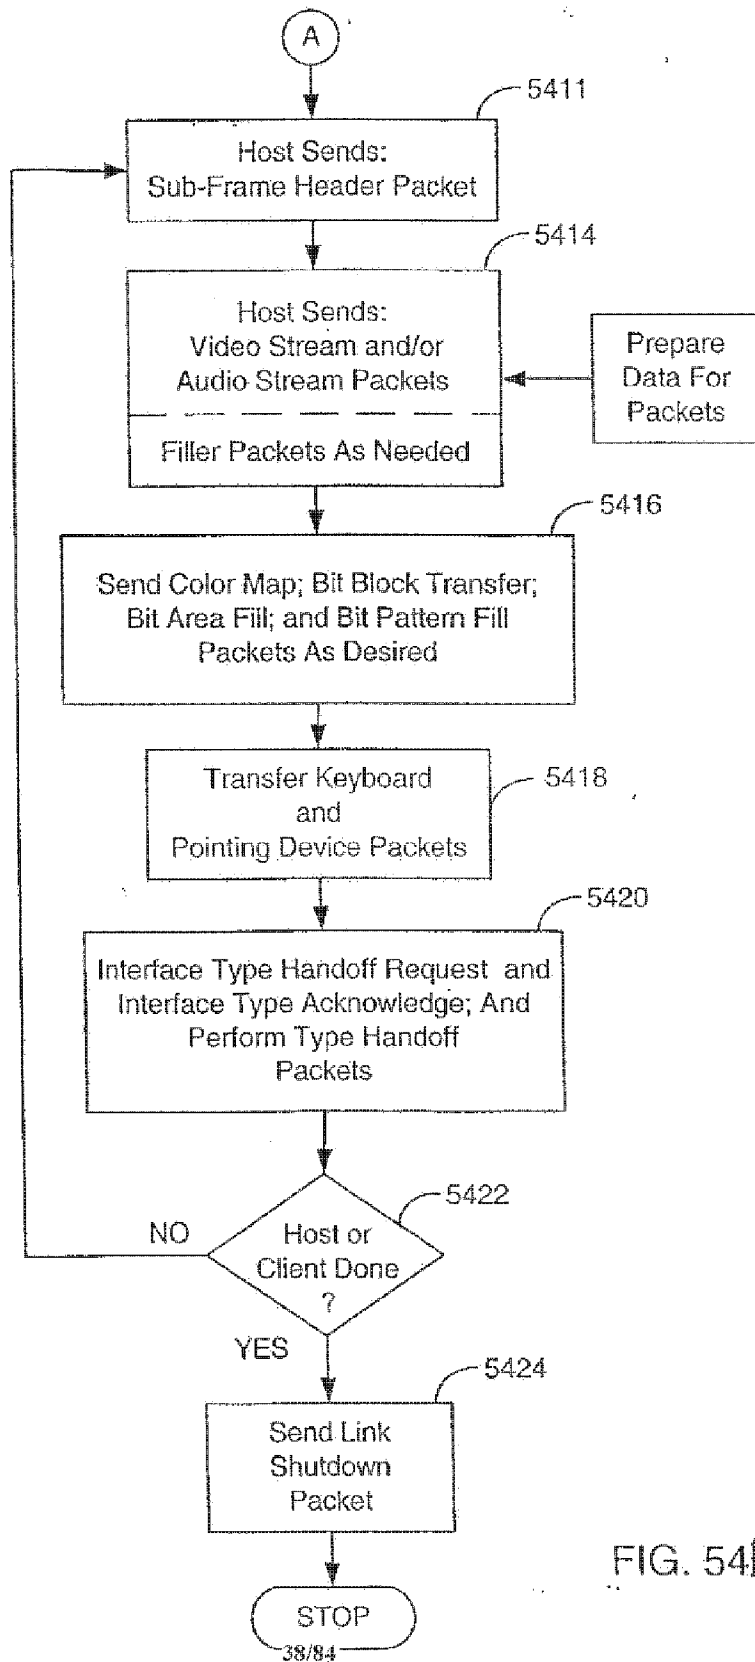 A
5411
Host Sends:
Sub-Frame Header Packet
5414
Host Sends:
Video Stream and/or
Audio Stream Packets
Filler Packets As Needed
Prepare
Data For
Packets
5416
Send Color Map; Bit Block Transfer;
Bit Area Fill; and Bit Pattern Fill
Packets As Desired
5418
Transfer Keyboard
and
Pointing Device Packets
5420
Interface Type Handoff Request and
Interface Type Acknowledge; And
Perform Type Handoff
Packets
5422
NO
Host or
Client Done
?
YES
5424
Send Link
Shutdown
Packet
FIG. 54
STOP
38/84